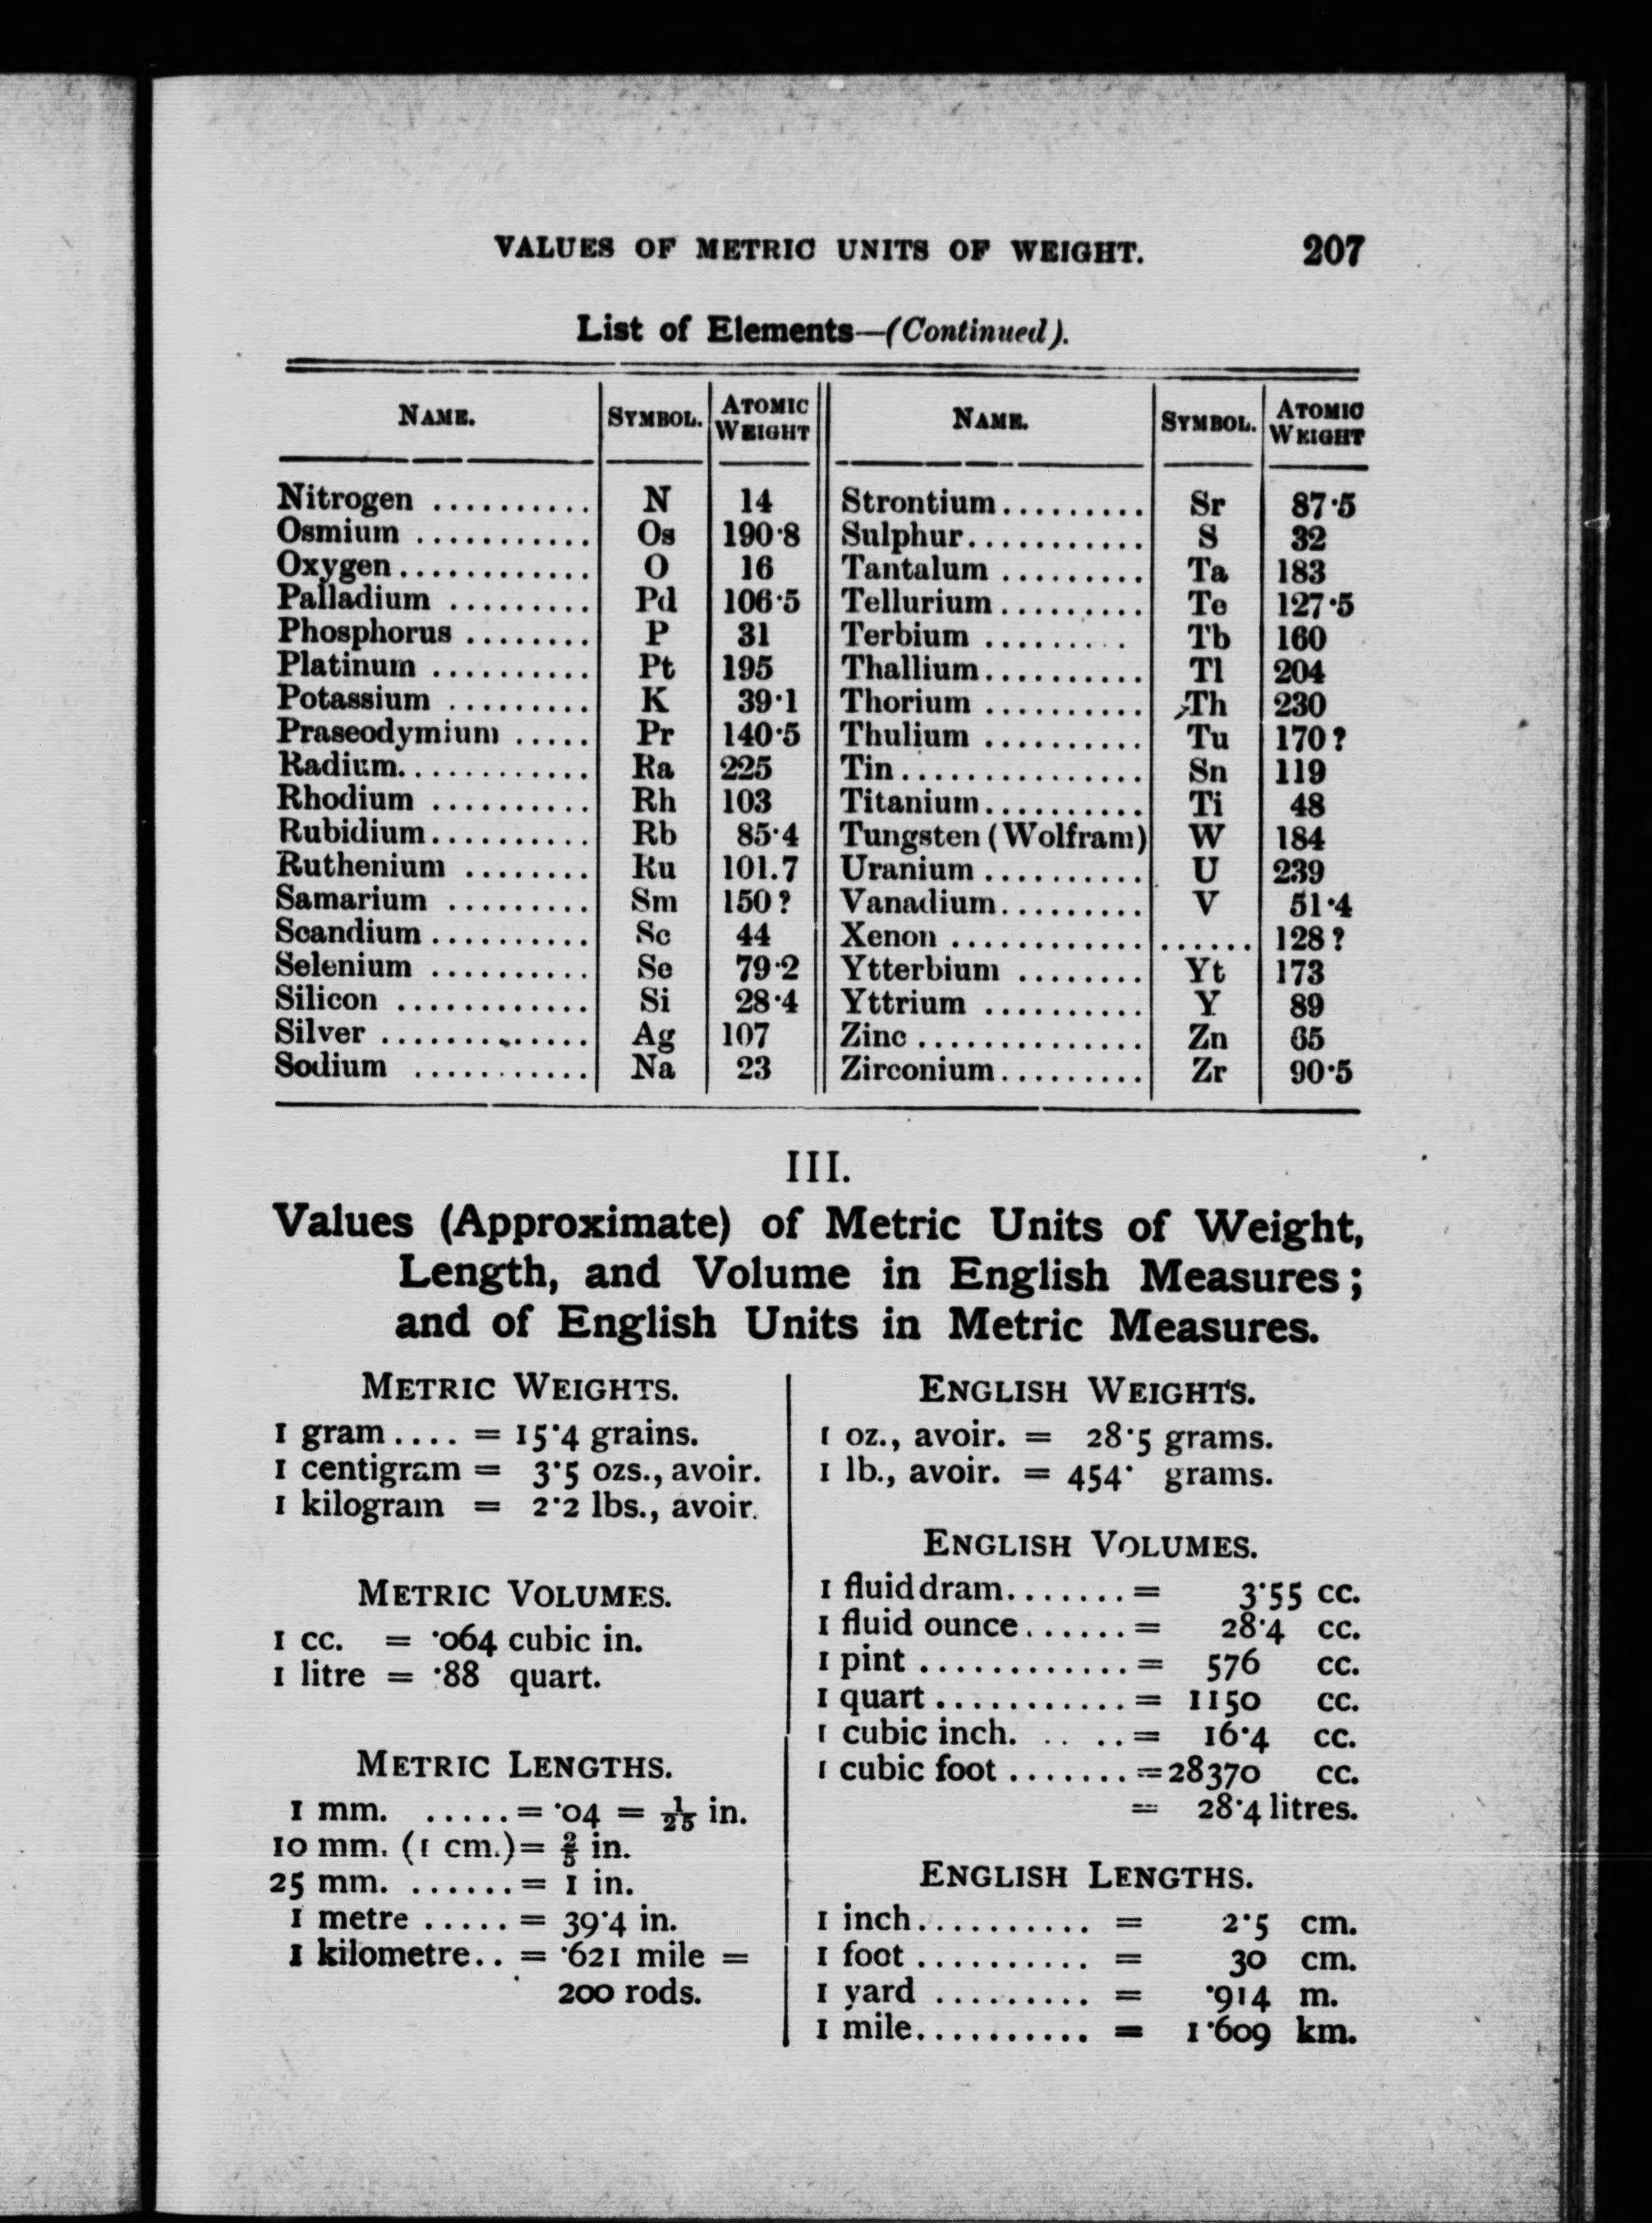 VALUES OF METRIC UNITS OF WEIGHT. 207
List of Elements—(Continued).
NAME. SYMBOL. ATOMIC WEIGHT NAME. SYMBOL. ATOMIC WEIGHT
Nitrogen .......... N 14 Strontium......... Sr 87·5
Osmium ........... Os 190·8 Sulphur........... S 32
Oxygen............ O 16 Tantalum ......... Ta 183
Palladium ......... Pd 106·5 Tellurium......... Te 127·5
Phosphorus ........ P 31 Terbium ......... Tb 160
Platinum .......... Pt 195 Thallium.......... Tl 204
Potassium ......... K 39·1 Thorium .......... Th 230
Praseodymium ..... Pr 140·5 Thulium .......... Tu 170?
Radium............ Ra 225 Tin............... Sn 119
Rhodium .......... Rh 103 Titanium.......... Ti 48
Rubidium.......... Rb 85·4 Tungsten (Wolfram) W 184
Ruthenium ........ Ru 101.7 Uranium .......... U 239
Samarium ......... Sm 150? Vanadium......... V 51·4
Scandium .......... Sc 44 Xenon ............ ...... 128?
Selenium .......... Se 79·2 Ytterbium ........ Yt 173
Silicon ............ Si 28·4 Yttrium .......... Y 89
Silver ............. Ag 107 Zinc .............. Zn 65
Sodium ........... Na 23 Zirconium......... Zr 90·5
III.
Values (Approximate) of Metric Units of Weight,
Length, and Volume in English Measures;
and of English Units in Metric Measures.
METRIC WEIGHTS.
1 gram.... = 15·4 grains.
1 centigram = 3·5 ozs., avoir.
1 kilogram = 2·2 lbs., avoir.
METRIC VOLUMES.
1 cc. = ·064 cubic in.
1 litre = ·88 quart.
METRIC LENGTHS.
1 mm. ..... = ·04 = 1/25 in.
10 mm. (1 cm.)= 2/5 in.
25 mm. ...... = 1 in.
1 metre ..... = 39·4 in.
1 kilometre.. = ·621 mile =
200 rods.
ENGLISH WEIGHTS.
1 oz., avoir. = 28·5 grams.
1 lb., avoir. = 454· grams.
ENGLISH VOLUMES.
1 fluid dram....... = 3·55 cc.
1 fluid ounce...... = 28·4 cc.
1 pint ............ = 576 cc.
1 quart ........... = 1150 cc.
1 cubic inch. .. .. = 16·4 cc.
1 cubic foot ....... =28370 cc.
= 28·4 litres.
ENGLISH LENGTHS.
1 inch.......... = 2·5 cm.
1 foot .......... = 30 cm.
1 yard ......... = ·914 m.
1 mile.......... = 1·609 km.